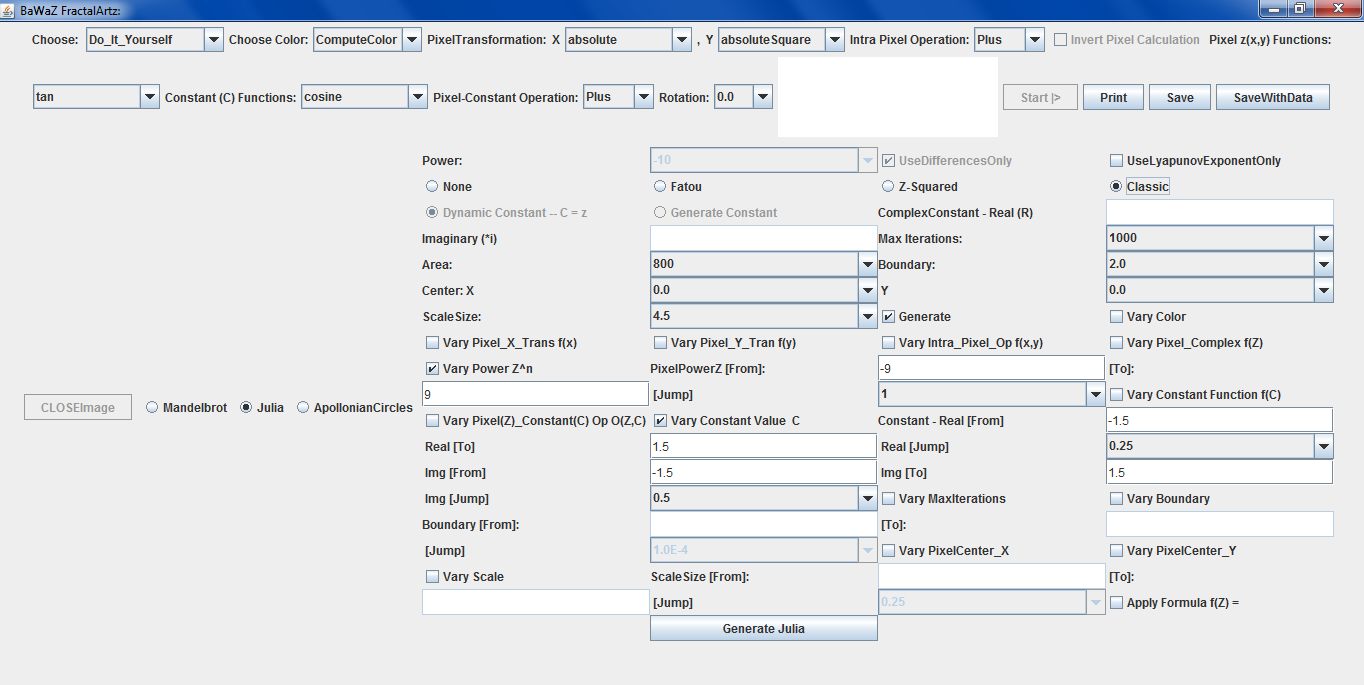 BaWaZ FractalArtz:
Choose: Do_It_Yourself Choose Color: ComputeColor PixelTransformation: X absolute , Y absoluteSquare Intra Pixel Operation: Plus Invert Pixel Calculation Pixel z(x,y) Functions:
tan Constant (C) Functions: cosine Pixel-Constant Operation: Plus Rotation: 0.0 Start |> Print Save SaveWithData
Power: -10 UseDifferencesOnly UseLyapunovExponentOnly
None Fatou Z-Squared Classic
Dynamic Constant -- C = z Generate Constant ComplexConstant - Real (R)
Imaginary (*i) Max Iterations: 1000
Area: 800 Boundary: 2.0
Center: X 0.0 Y 0.0
ScaleSize: 4.5 Generate Vary Color
Vary Pixel_X_Trans f(x) Vary Pixel_Y_Tran f(y) Vary Intra_Pixel_Op f(x,y) Vary Pixel_Complex f(Z)
Vary Power Z^n PixelPowerZ [From]: -9 [To]:
CLOSEImage Mandelbrot Julia ApollonianCircles 9 [Jump] 1 Vary Constant Function f(C)
Vary Pixel(Z)_Constant(C) Op O(Z,C) Vary Constant Value C Constant - Real [From] -1.5
Real [To] 1.5 Real [Jump] 0.25
Img [From] -1.5 Img [To] 1.5
Img [Jump] 0.5 Vary MaxIterations Vary Boundary
Boundary [From]: [To]:
[Jump] 1.0E-4 Vary PixelCenter_X Vary PixelCenter_Y
Vary Scale ScaleSize [From]: [To]:
[Jump] 0.25 Apply Formula f(Z) =
Generate Julia